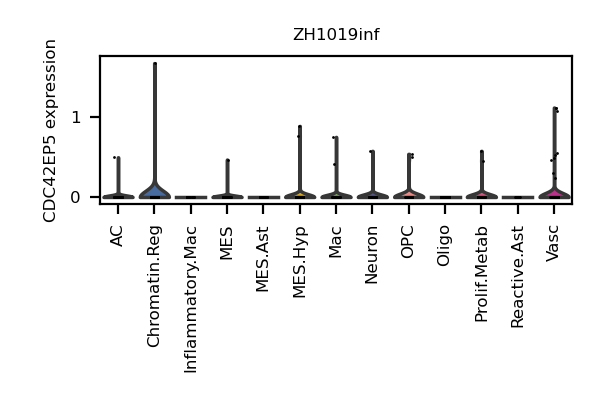 ZH1019inf
CDC42EP5 expression
1
0
AC
Chromatin.Reg
Inflammatory.Mac
MES
MES.Ast
MES.Hyp
Mac
Neuron
OPC
Oligo
Prolif.Metab
Reactive.Ast
Vasc